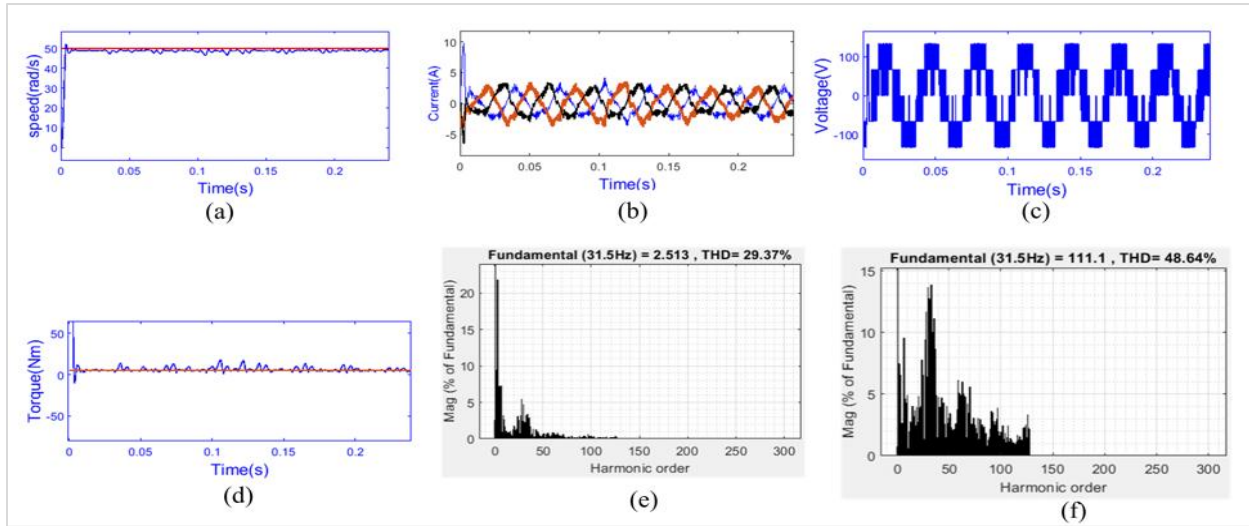 speed(rad/s)
50
40
30
20
10
0
0
0.05
0.1
0.15
0.2
Time(s)
(a)
Current(A)
10
5
0
-5
0
0.05
0.1
0.15
0.2
Time(s)
(b)
Voltage(V)
100
0
-100
0
0.05
0.1
0.15
0.2
Time(s)
(c)
Torque(Nm)
50
0
-50
0
0.05
0.1
0.15
0.2
Time(s)
(d)
Fundamental (31.5Hz) = 2.513 , THD= 29.37%
Mag (% of Fundamental)
20
15
10
5
0
0
50
100
150
200
250
300
Harmonic order
(e)
Fundamental (31.5Hz) = 111.1 , THD= 48.64%
Mag (% of Fundamental)
15
10
5
0
0
50
100
150
200
250
300
Harmonic order
(f)